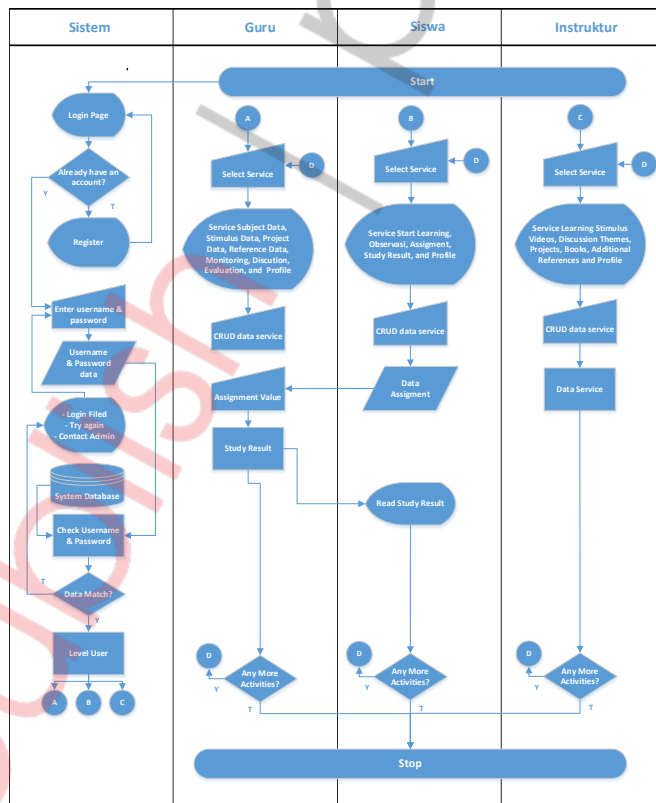 Sistem
Guru
Siswa
Instruktur
Start
Login Page
Already have an
account?
Y
T
Register
Enter username &
password
Username
& Password
data
- Login Filed
- Try again
- Contact Admin
System Database
Check Username
& Password
T
Data Match?
Y
Level User
A
B
C
A
Select Service
D
Service Subject Data,
Stimulus Data, Project
Data, Reference Data,
Monitoring, Discution,
Evaluation, and Profile
CRUD data service
Assignment Value
Study Result
D
Y
Any More
Activities?
T
B
Select Service
D
Service Start Learning,
Observasi, Assigment,
Study Result, and Profile
CRUD data service
Data
Assigment
Read Study Result
D
Y
Any More
Activities?
T
C
Select Service
D
Service Learning Stimulus
Videos, Discussion Themes,
Projects, Books, Additional
References and Profile
CRUD data service
Data Service
D
Y
Any More
Activities?
T
Stop